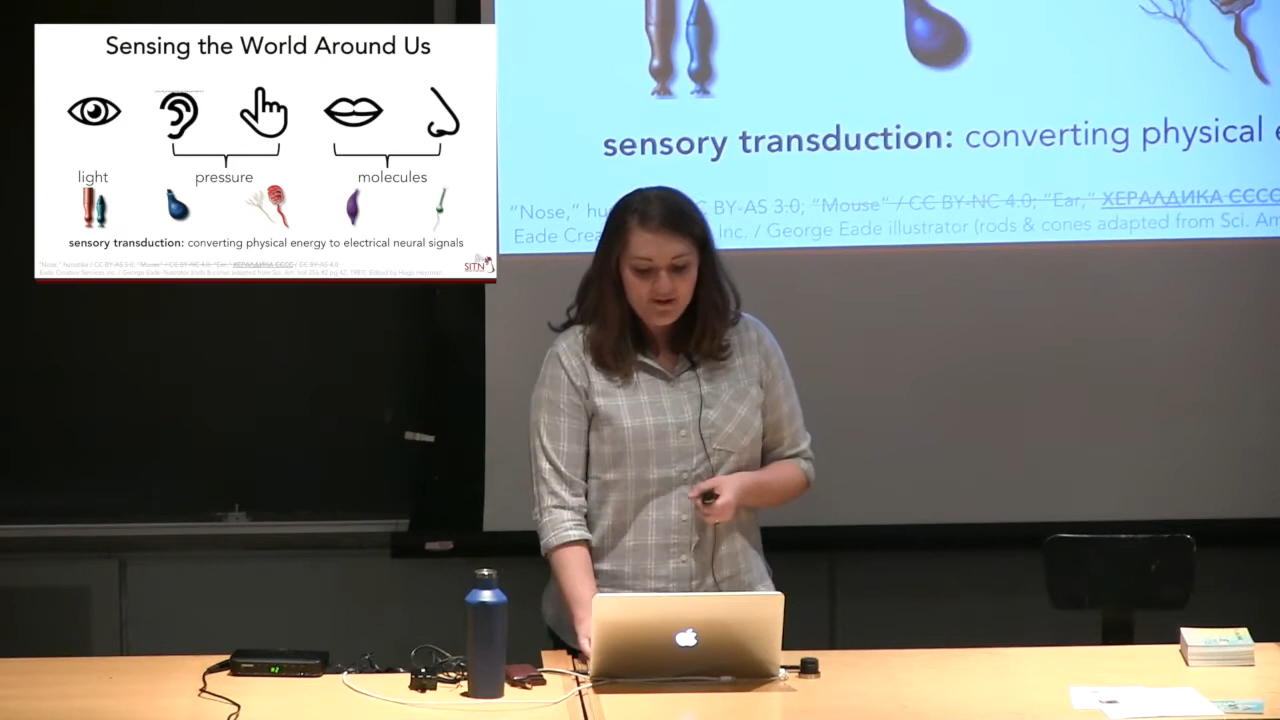 Sensing the World Around Us
light
pressure
molecules
sensory transduction: converting physical energy to electrical neural signals
SITN
sensory transduction: converting physical
"Nose," hu BY-AS 3.0, "Mouse" / CC BY-NC 4.0; "Ear," ХЕРАЛДИКА СССС
Eade Crea Inc. / George Eade illustrator (rods & cones adapted from Sci. Am